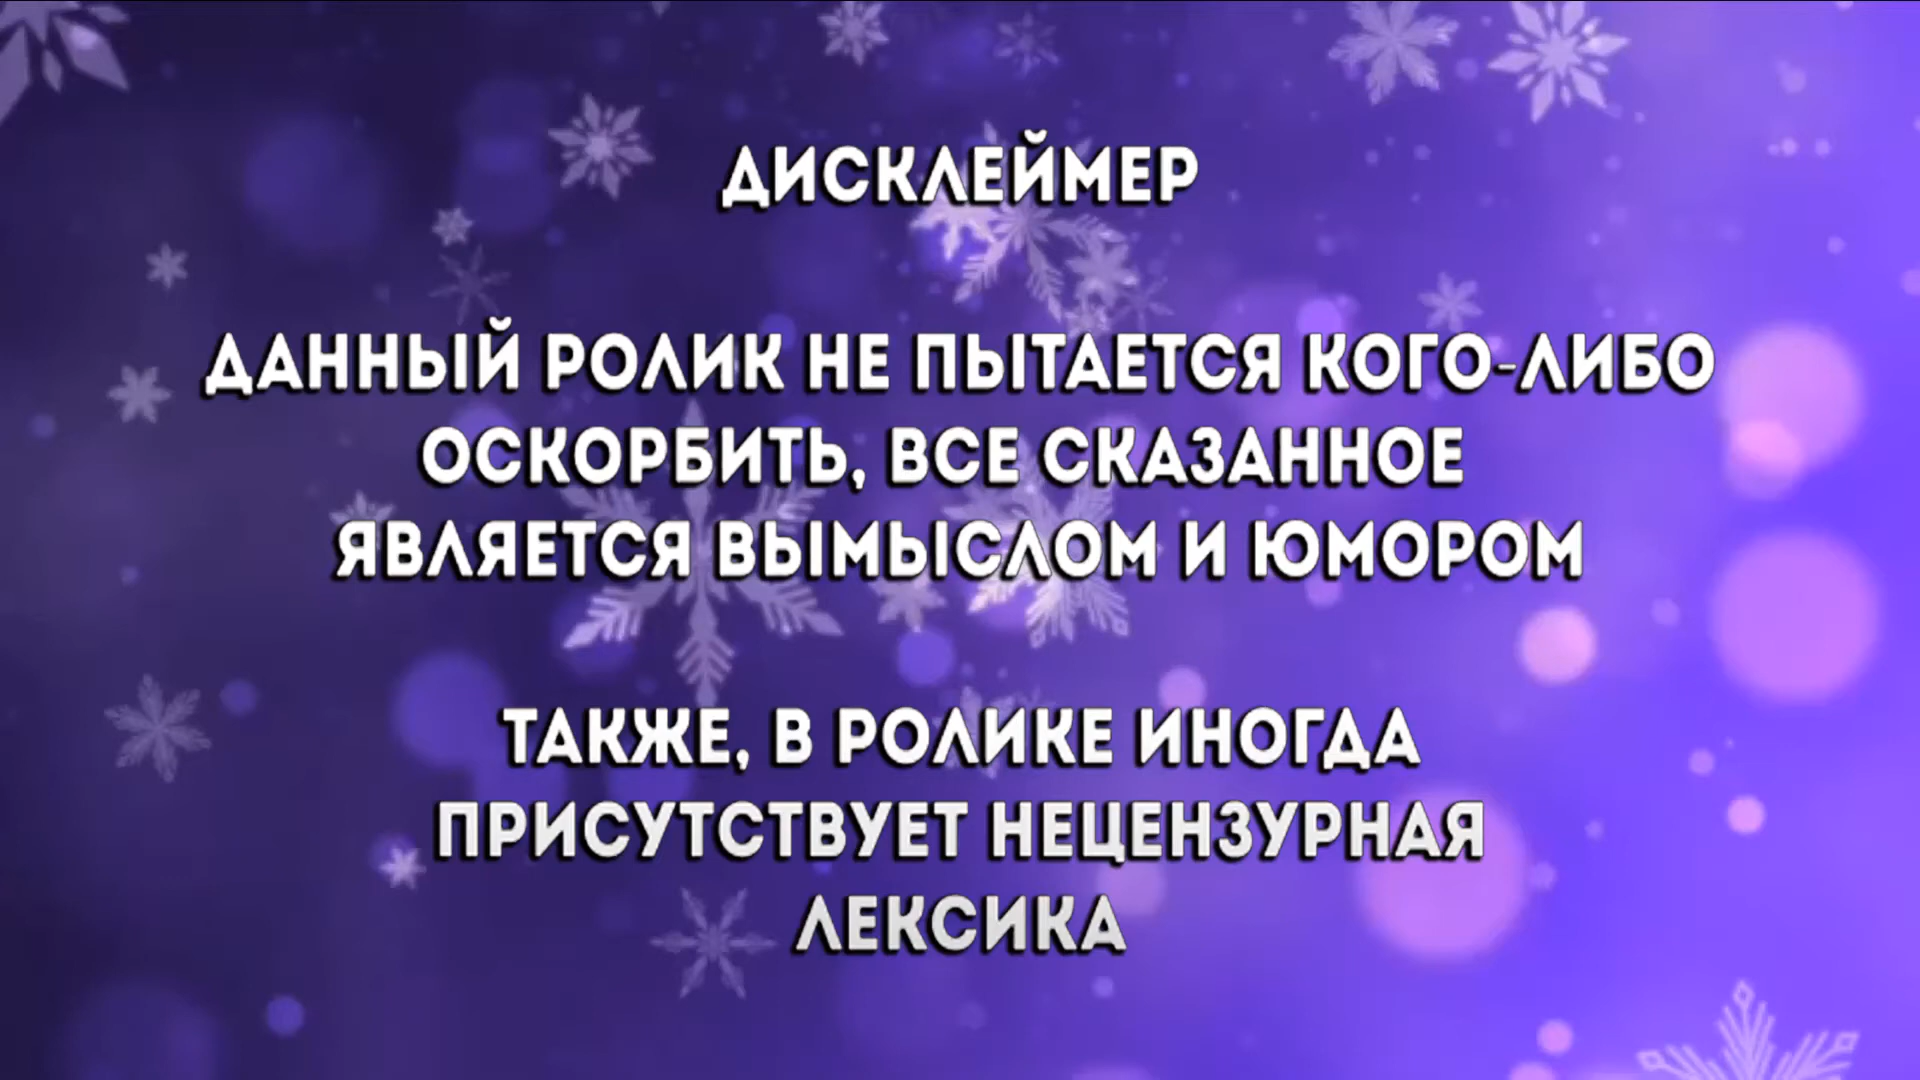 ДИСКЛЕЙМЕР
ДАННЫЙ РОЛИК НЕ ПЫТАЕТСЯ КОГО-ЛИБО
ОСКОРБИТЬ, ВСЕ СКАЗАННОЕ
ЯВЛЯЕТСЯ ВЫМЫСЛОМ И ЮМОРОМ
ТАКЖЕ, В РОЛИКЕ ИНОГДА
ПРИСУТСТВУЕТ НЕЦЕНЗУРНАЯ
ЛЕКСИКА